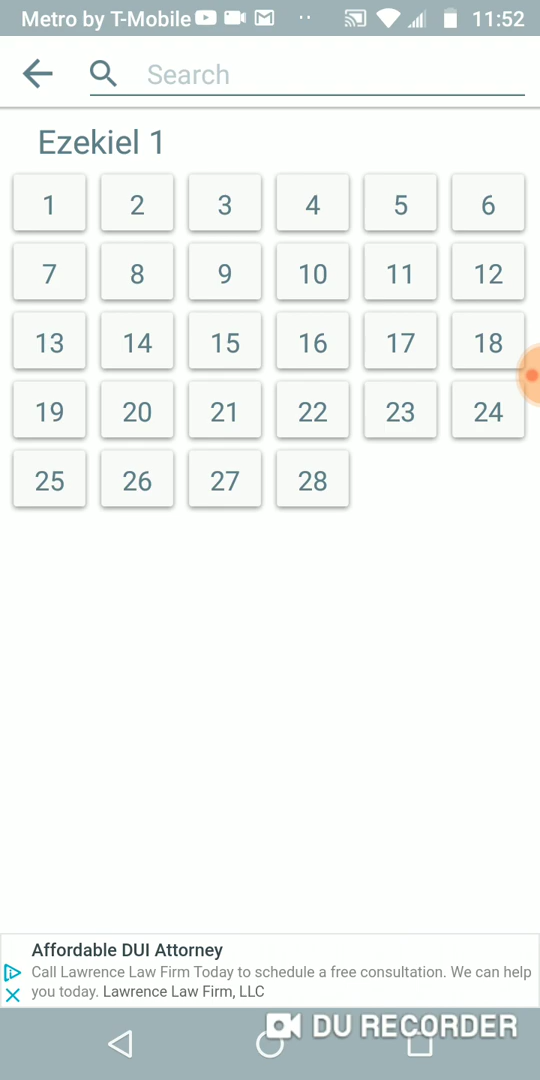 Metro by T-Mobile 11:52
Search
Ezekiel 1
1 2 3 4 5 6
7 8 9 10 11 12
13 14 15 16 17 18
19 20 21 22 23 24
25 26 27 28
Affordable DUI Attorney
Call Lawrence Law Firm Today to schedule a free consultation. We can help
you today. Lawrence Law Firm, LLC
DU RECORDER